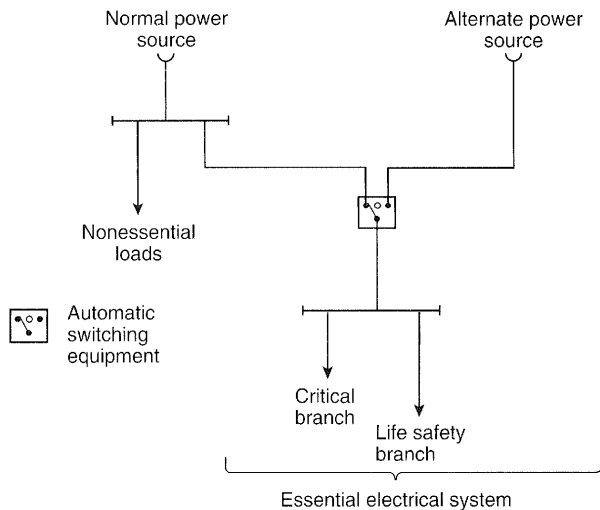 Normal power
source
Alternate power
source
Nonessential
loads
Automatic
switching
equipment
Critical
branch
Life safety
branch
Essential electrical system